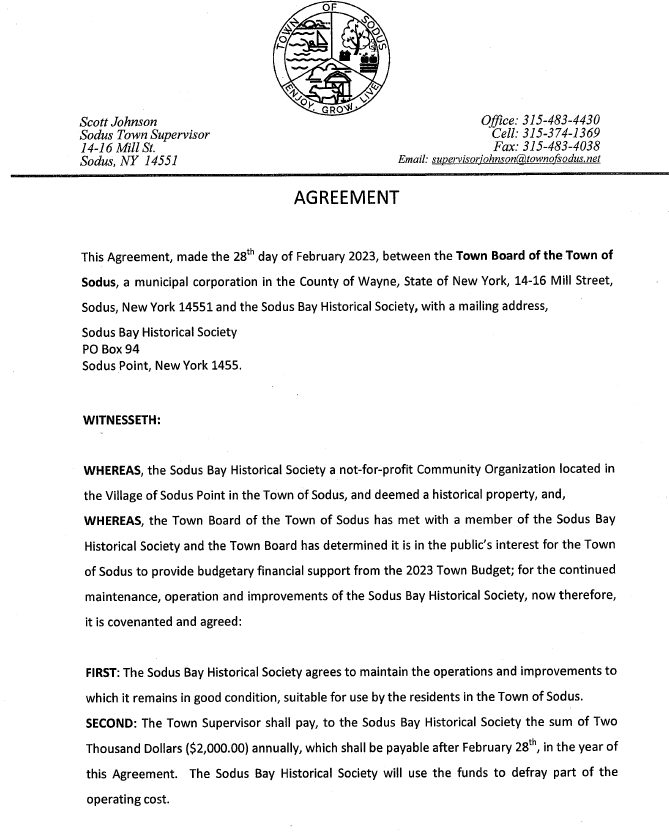 TOWN OF SODUS
ENJOY, GROW, LIVE
Scott Johnson
Sodus Town Supervisor
14-16 Mill St.
Sodus, NY 14551
Office: 315-483-4430
Cell: 315-374-1369
Fax: 315-483-4038
Email: supervisorjohnson@townofsodus.net
AGREEMENT
This Agreement, made the 28th day of February 2023, between the Town Board of the Town of
Sodus, a municipal corporation in the County of Wayne, State of New York, 14-16 Mill Street,
Sodus, New York 14551 and the Sodus Bay Historical Society, with a mailing address,
Sodus Bay Historical Society
PO Box 94
Sodus Point, New York 1455.
WITNESSETH:
WHEREAS, the Sodus Bay Historical Society a not-for-profit Community Organization located in
the Village of Sodus Point in the Town of Sodus, and deemed a historical property, and,
WHEREAS, the Town Board of the Town of Sodus has met with a member of the Sodus Bay
Historical Society and the Town Board has determined it is in the public's interest for the Town
of Sodus to provide budgetary financial support from the 2023 Town Budget; for the continued
maintenance, operation and improvements of the Sodus Bay Historical Society, now therefore,
it is covenanted and agreed:
FIRST: The Sodus Bay Historical Society agrees to maintain the operations and improvements to
which it remains in good condition, suitable for use by the residents in the Town of Sodus.
SECOND: The Town Supervisor shall pay, to the Sodus Bay Historical Society the sum of Two
Thousand Dollars ($2,000.00) annually, which shall be payable after February 28th, in the year of
this Agreement. The Sodus Bay Historical Society will use the funds to defray part of the
operating cost.